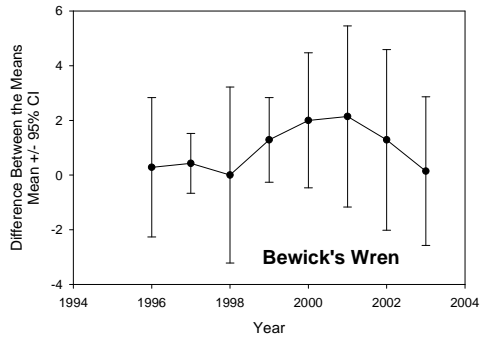 Difference Between the Means
Mean +/- 95% CI
6
4
2
0
-2
-4
Bewick's Wren
1994 1996 1998 2000 2002 2004
Year